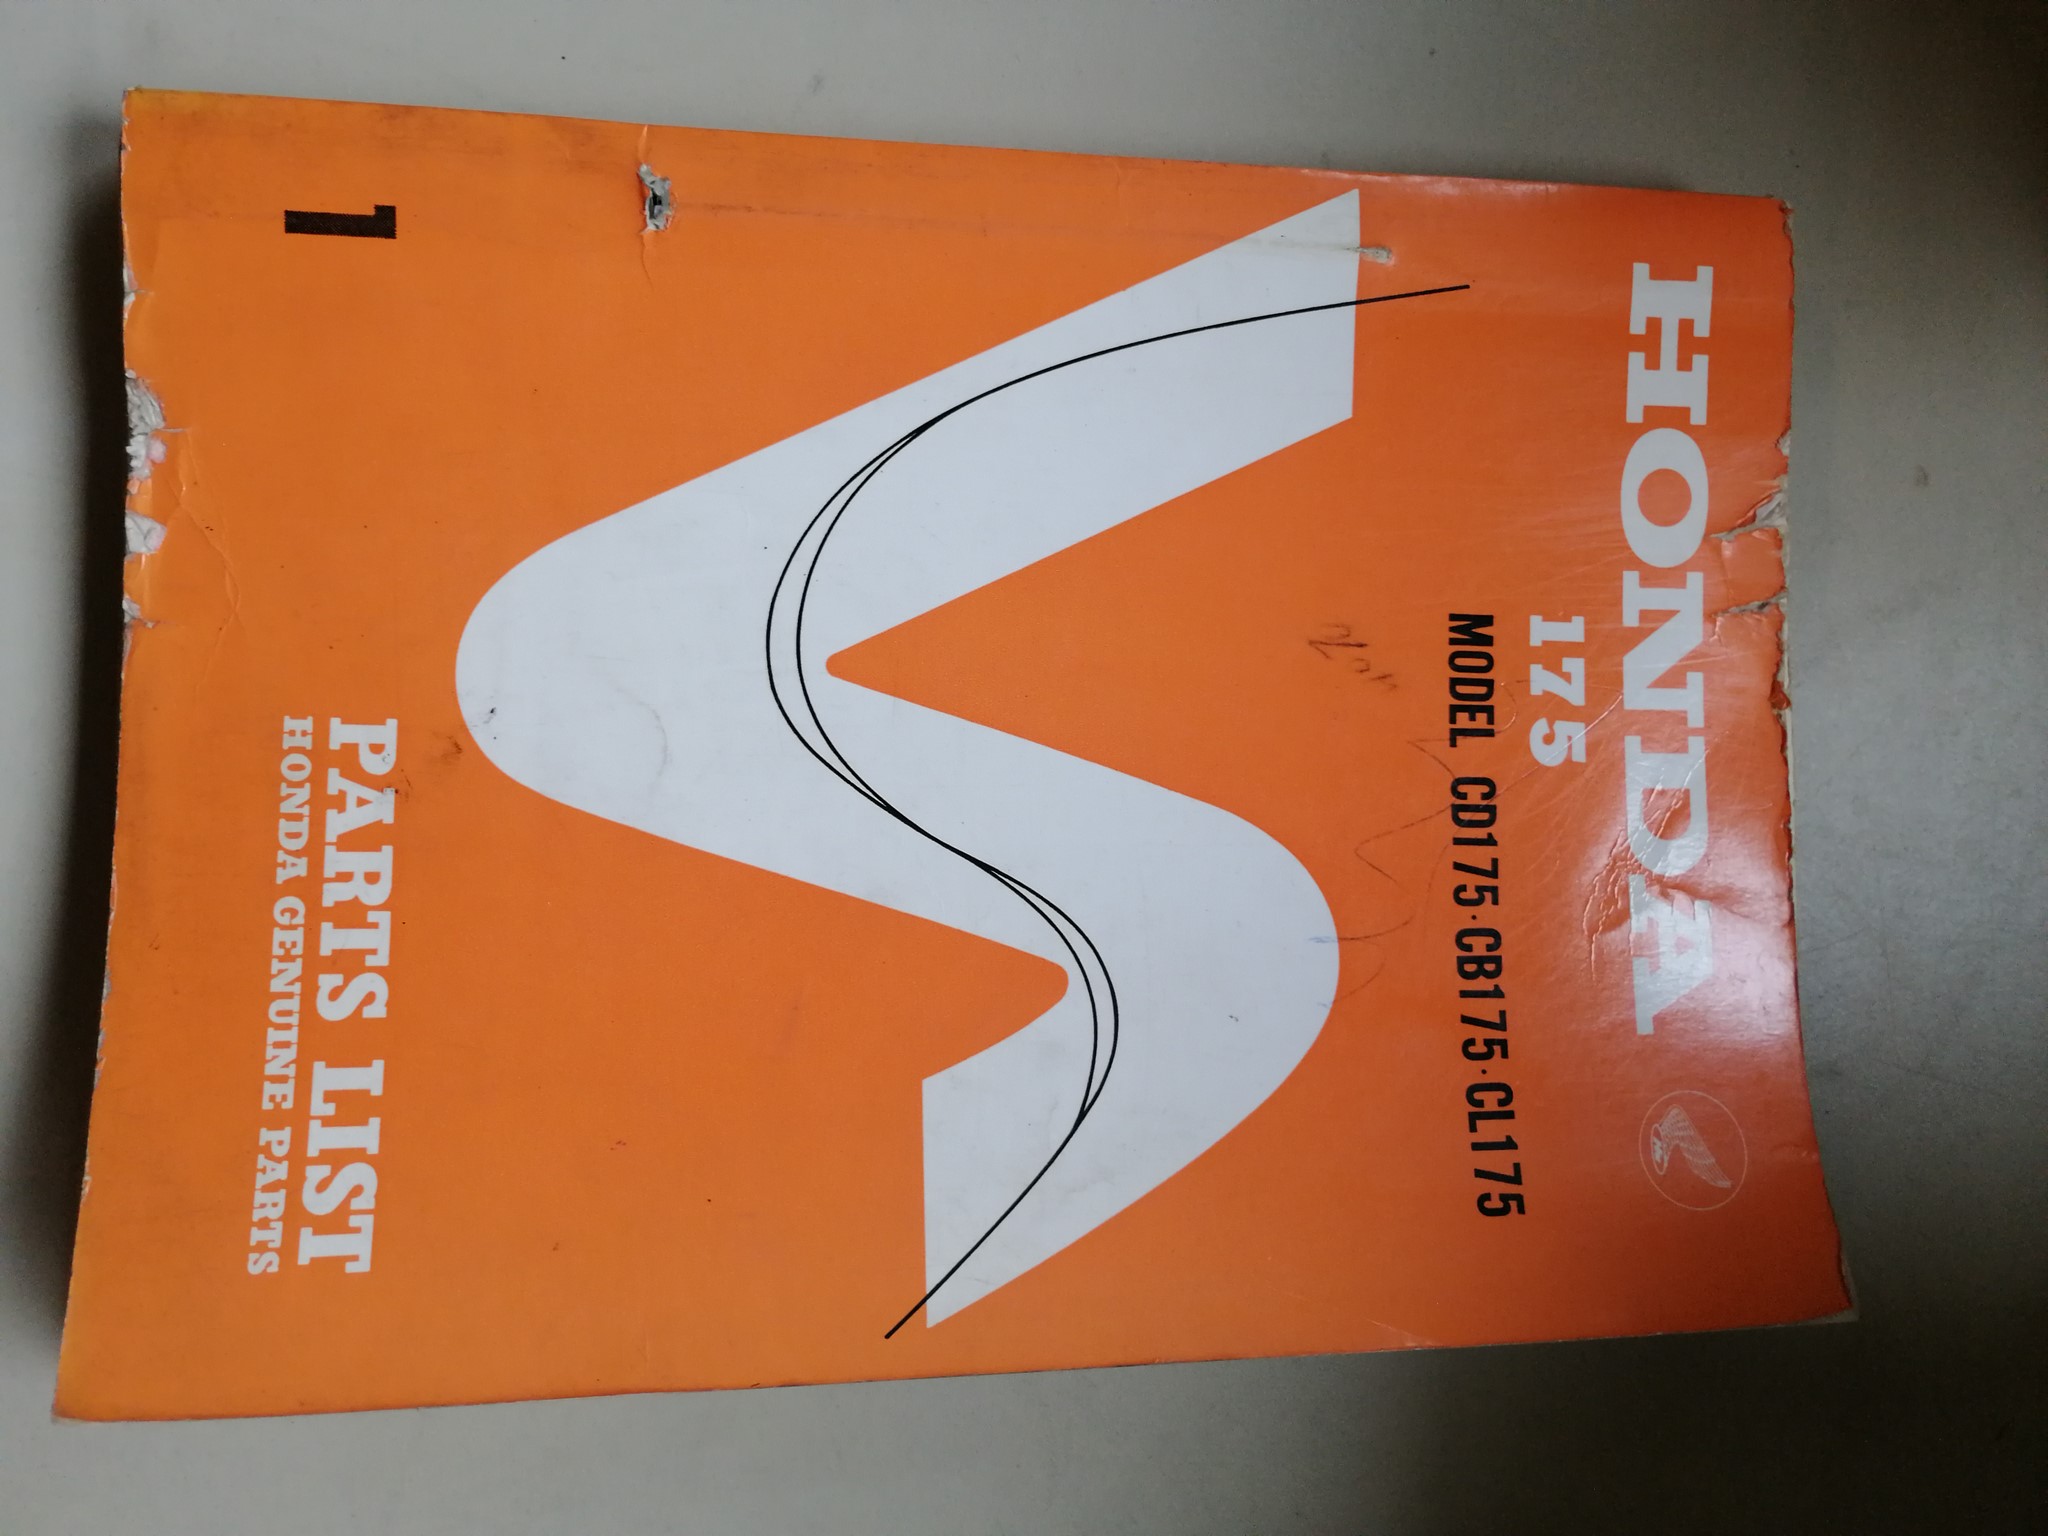 HONDA
175
MODEL CD175·CB175·CL175
PARTS LIST
HONDA GENUINE PARTS
1